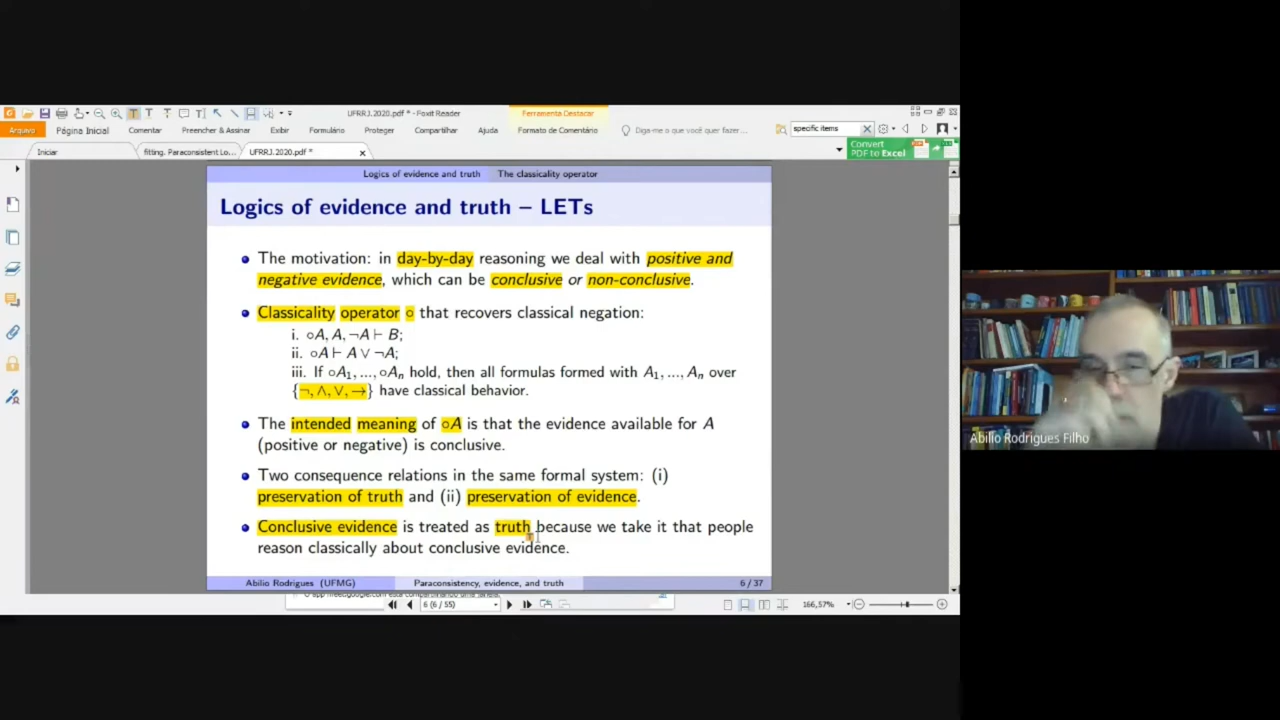 UFRRJ.2020.pdf * - Foxit Reader
Ferramenta Destacar
Arquivo Página Inicial Comentar Preencher & Assinar Exibir Formulário Proteger Compartilhar Ajuda Formato de Comentário Diga-me o que você quer fazer... specific items
Convert
PDF to Excel
Iniciar fitting. Paraconsistent Lo... UFRRJ.2020.pdf *
Logics of evidence and truth The classicality operator
Logics of evidence and truth – LETs
The motivation: in day-by-day reasoning we deal with positive and
negative evidence, which can be conclusive or non-conclusive.
Classicality operator ∘ that recovers classical negation:
i. ∘A, A, ¬A ⊢ B;
ii. ∘A ⊢ A ∨ ¬A;
iii. If ∘A₁, ..., ∘Aₙ hold, then all formulas formed with A₁, ..., Aₙ over
{¬, ∧, ∨, →} have classical behavior.
The intended meaning of ∘A is that the evidence available for A
(positive or negative) is conclusive.
Two consequence relations in the same formal system: (i)
preservation of truth and (ii) preservation of evidence.
Conclusive evidence is treated as truth because we take it that people
reason classically about conclusive evidence.
Abilio Rodrigues (UFMG) Paraconsistency, evidence, and truth 6 / 37
6 (6 / 55) 166,57%
Abilio Rodrigues Filho